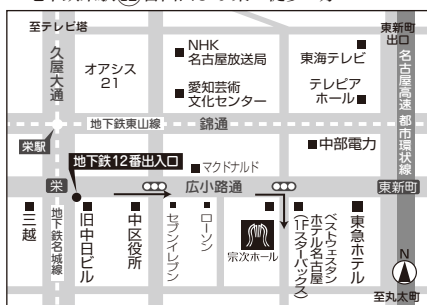 至テレビ塔
東新町
出口
久屋大通
オアシス
21
NHK
名古屋放送局
愛知芸術
文化センター
東海テレビ
テレピア
ホール
名古屋高速 都市環状線
地下鉄東山線
錦通
栄駅
地下鉄12番出入口
中部電力
マクドナルド
栄
広小路通
東新町
三越
地下鉄名城線
旧中日ビル
中区役所
セブンイレブン
ローソン
宗次ホール
ベストウェスタン
ホテル名古屋
(1Fスターバックス)
東急ホテル
N
至丸太町